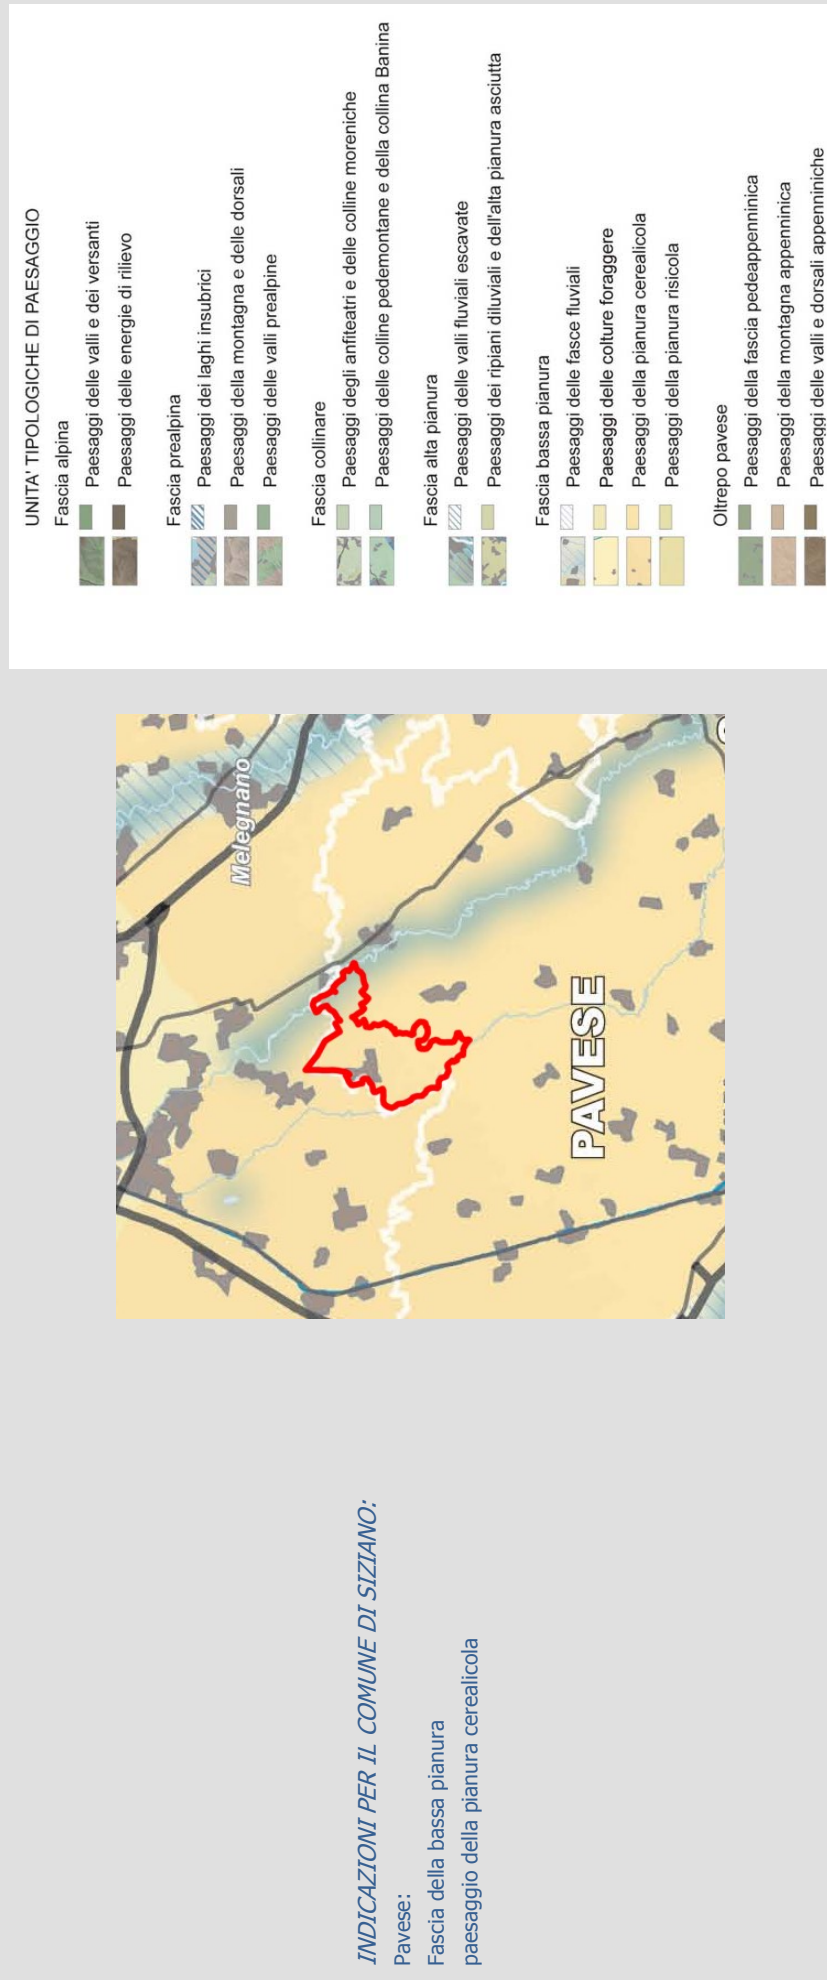 INDICAZIONI PER IL COMUNE DI SIZIANO:
Pavese:
Fascia della bassa pianura
paesaggio della pianura cerealicola
Melegnano
PAVESE
UNITA' TIPOLOGICHE DI PAESAGGIO
Fascia alpina
Paesaggi delle valli e dei versanti
Paesaggi delle energie di rilievo
Fascia prealpina
Paesaggi dei laghi insubrici
Paesaggi della montagna e delle dorsali
Paesaggi delle valli prealpine
Fascia collinare
Paesaggi degli anfiteatri e delle colline moreniche
Paesaggi delle colline pedemontane e della collina Banina
Fascia alta pianura
Paesaggi delle valli fluviali escavate
Paesaggi dei ripiani diluviali e dell'alta pianura asciutta
Fascia bassa pianura
Paesaggi delle fasce fluviali
Paesaggi delle colture foraggere
Paesaggi della pianura cerealicola
Paesaggi della pianura risicola
Oltrepo pavese
Paesaggi della fascia pedeappenninica
Paesaggi della montagna appenninica
Paesaggi delle valli e dorsali appenniniche